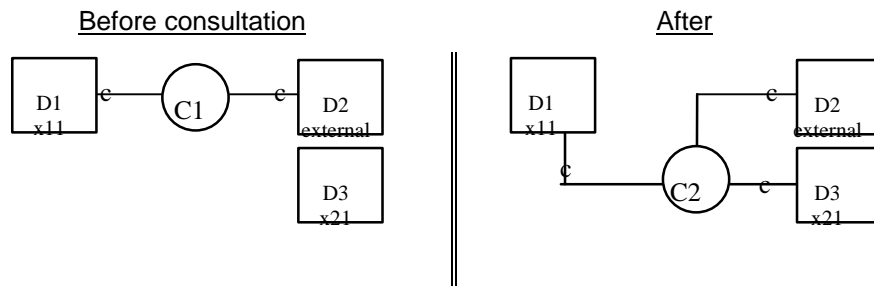 Before consultation
D1
x11
c
C1
c
D2
external
D3
x21
After
D1
x11
c
C2
c
D2
external
c
D3
x21